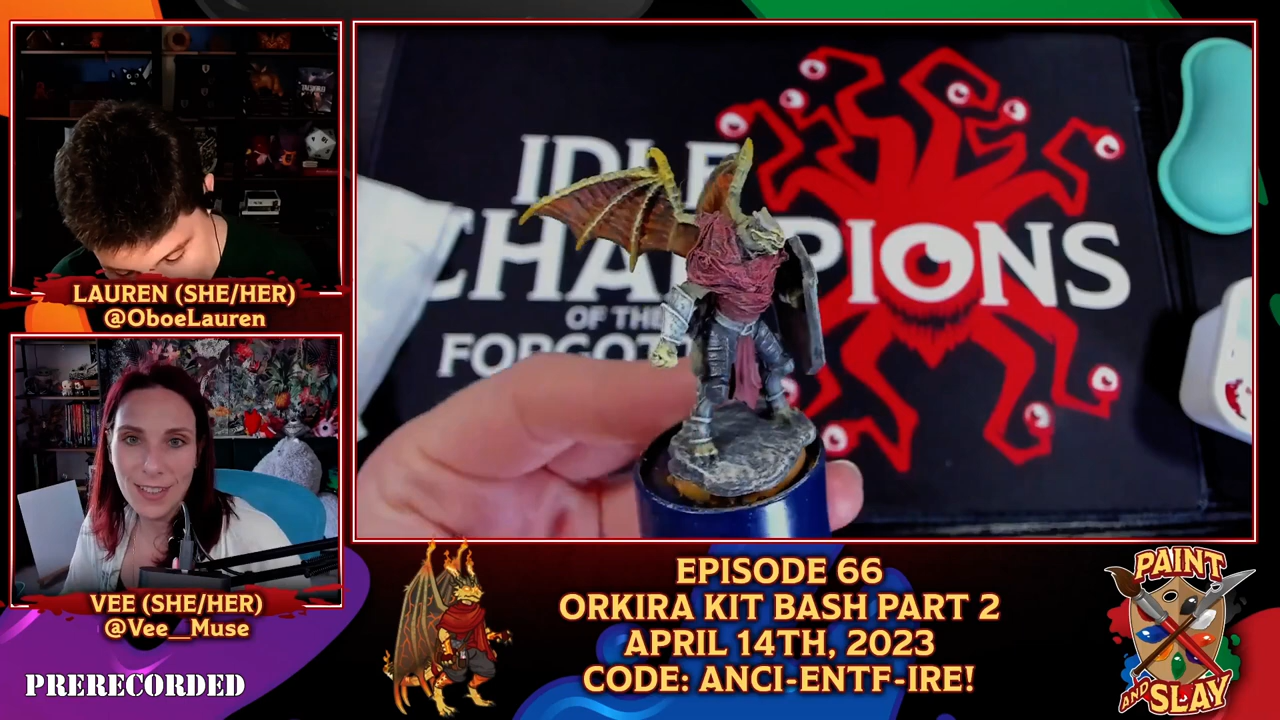 LAUREN (SHE/HER)
@OboeLauren
VEE (SHE/HER)
@Vee__Muse
PRERECORDED
IDLE
CHAMPIONS
OF THE
FORGOT
EPISODE 66
ORKIRA KIT BASH PART 2
APRIL 14TH, 2023
CODE: ANCI-ENTF-IRE!
PAINT
AND SLAY